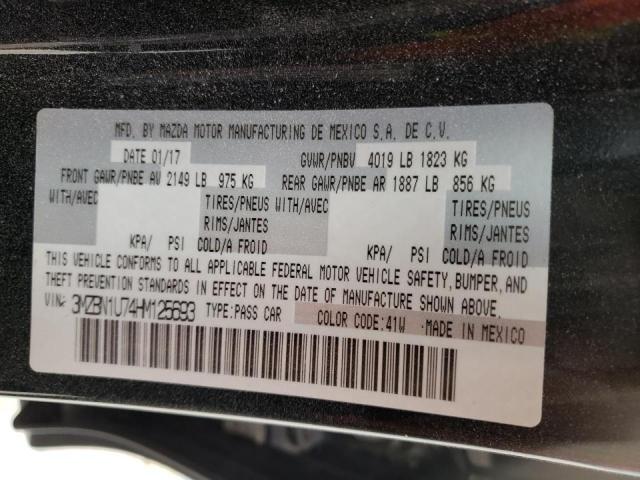 MFD. BY MAZDA MOTOR MANUFACTURING DE MEXICO S.A. DE C.V.
DATE 01/17 GVWR/PNBV 4019 LB 1823 KG
FRONT GAWR/PNBE AV 2149 LB 975 KG REAR GAWR/PNBE AR 1887 LB 856 KG
WITH/AVEC TIRES/PNEUS WITH/AVEC TIRES/PNEUS
RIMS/JANTES RIMS/JANTES
KPA/ PSI COLD/A FROID KPA/ PSI COLD/A FROID
THIS VEHICLE CONFORMS TO ALL APPLICABLE FEDERAL MOTOR VEHICLE SAFETY, BUMPER, AND
THEFT PREVENTION STANDARDS IN EFFECT ON THE DATE OF MANUFACTURE SHOWN ABOVE.
VIN: 3MZBN1U74HM125693 TYPE:PASS CAR COLOR CODE:41W MADE IN MEXICO